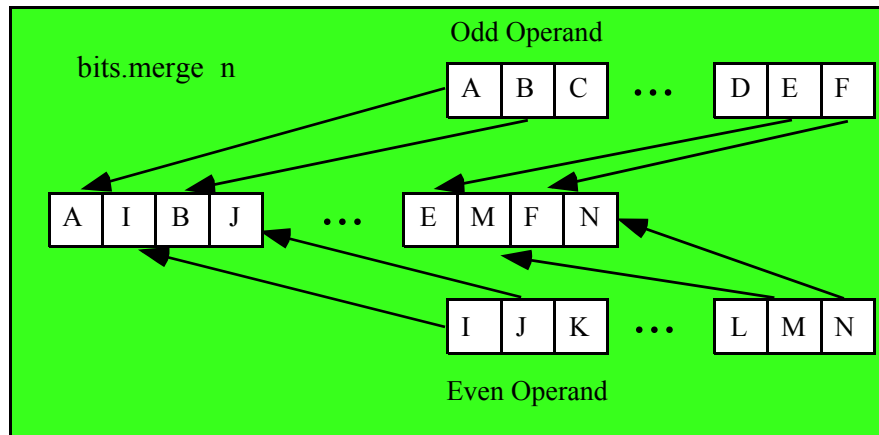 Odd Operand
bits.merge n
A B C ... D E F
A I B J ... E M F N
I J K ... L M N
Even Operand